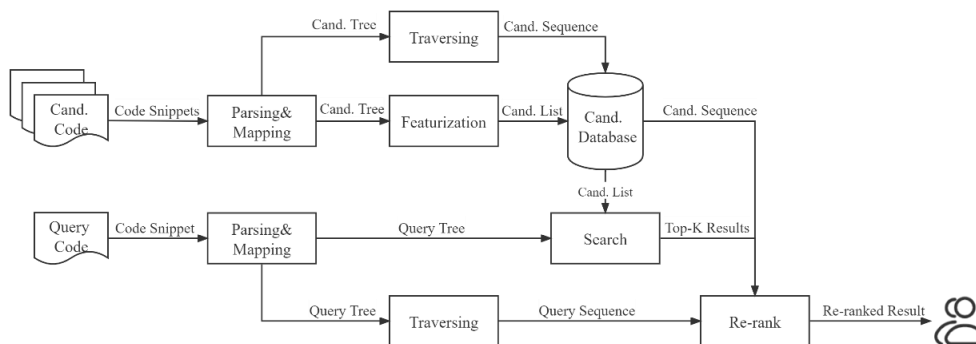 Cand. Tree
Cand. Sequence
Traversing
Cand.
Code
Code Snippets
Parsing&
Mapping
Cand. Tree
Featurization
Cand. List
Cand.
Database
Cand. Sequence
Cand. List
Query
Code
Code Snippet
Parsing&
Mapping
Query Tree
Search
Top-K Results
Query Tree
Traversing
Query Sequence
Re-rank
Re-ranked Result